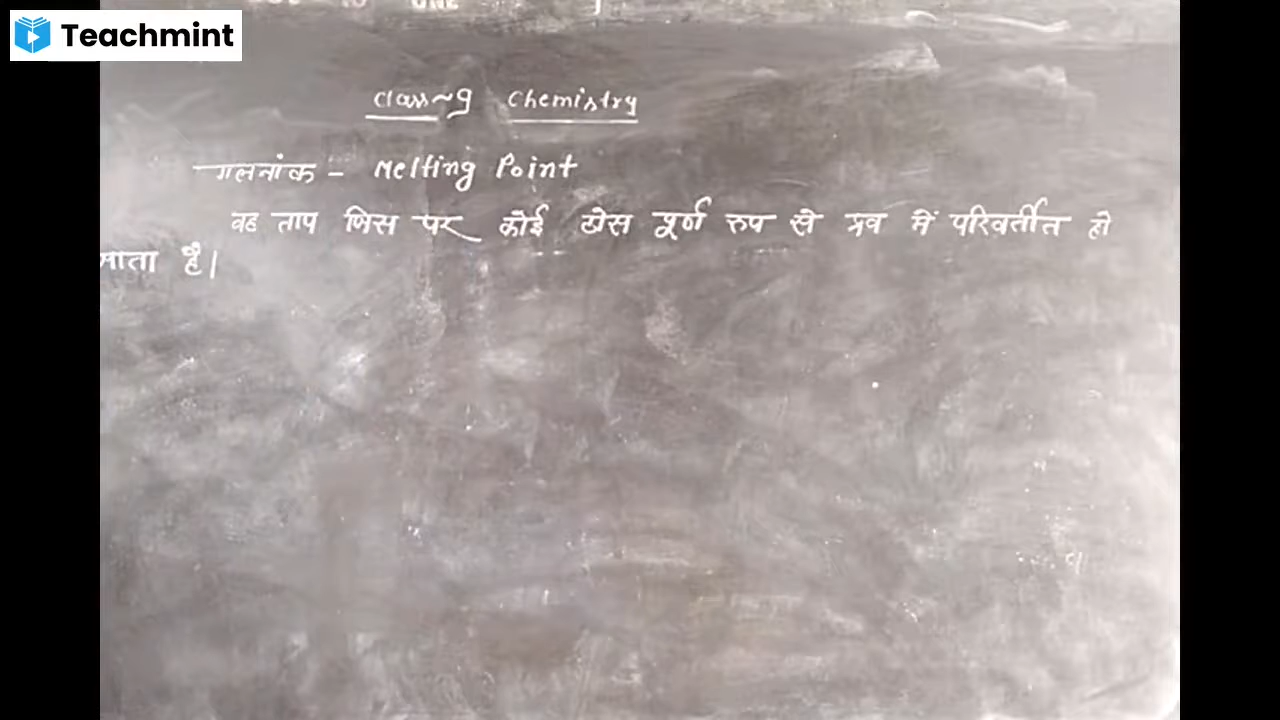 Teachmint
Class~9 Chemistry
गलनांक - Melting Point
वह ताप जिस पर कोई ठोस पूर्ण रुप से द्रव में परिवर्तीत हो
जाता है।